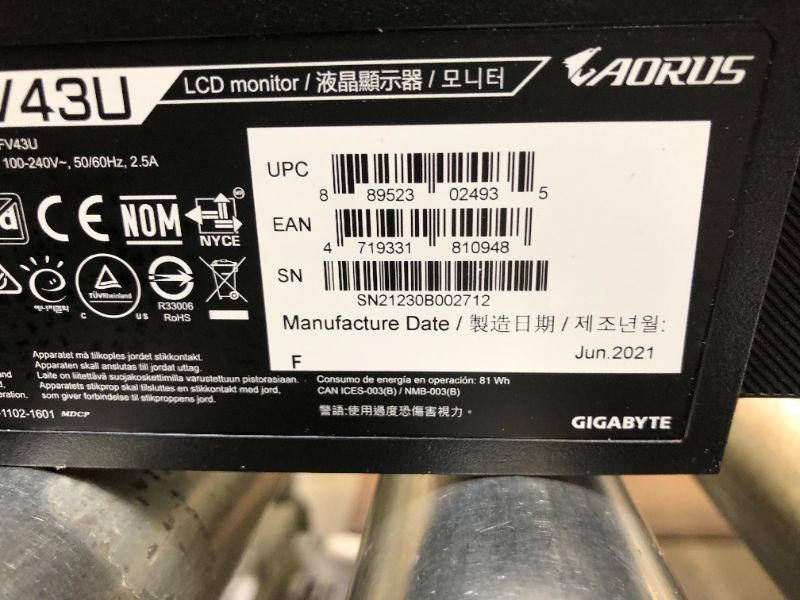 V43U
LCD monitor / 液晶顯示器 / 모니터
AORUS
FV43U
100-240V~, 50/60Hz, 2.5A
UPC
8 89523 02493 5
EAN
4 719331 810948
SN
SN21230B002712
Manufacture Date / 製造日期 / 제조년월:
Jun.2021
F
CE
NOM
NYCE
TÜVRheinland
C US
R33006
RoHS
Apparatet må tilkoples jordet stikkontakt.
Apparaten skall anslutas till jordat uttag.
Laite on liitettävä suojakoskettimilla varustettuun pistorasiaan.
Apparatets stikprop skal tilsluttes en stikkontakt med jord,
som giver forbindelse til stikproppens jord.
-1102-1601 MDCP
Consumo de energía en operación: 81 Wh
CAN ICES-003(B) / NMB-003(B)
警語:使用過度恐傷害視力。
GIGABYTE